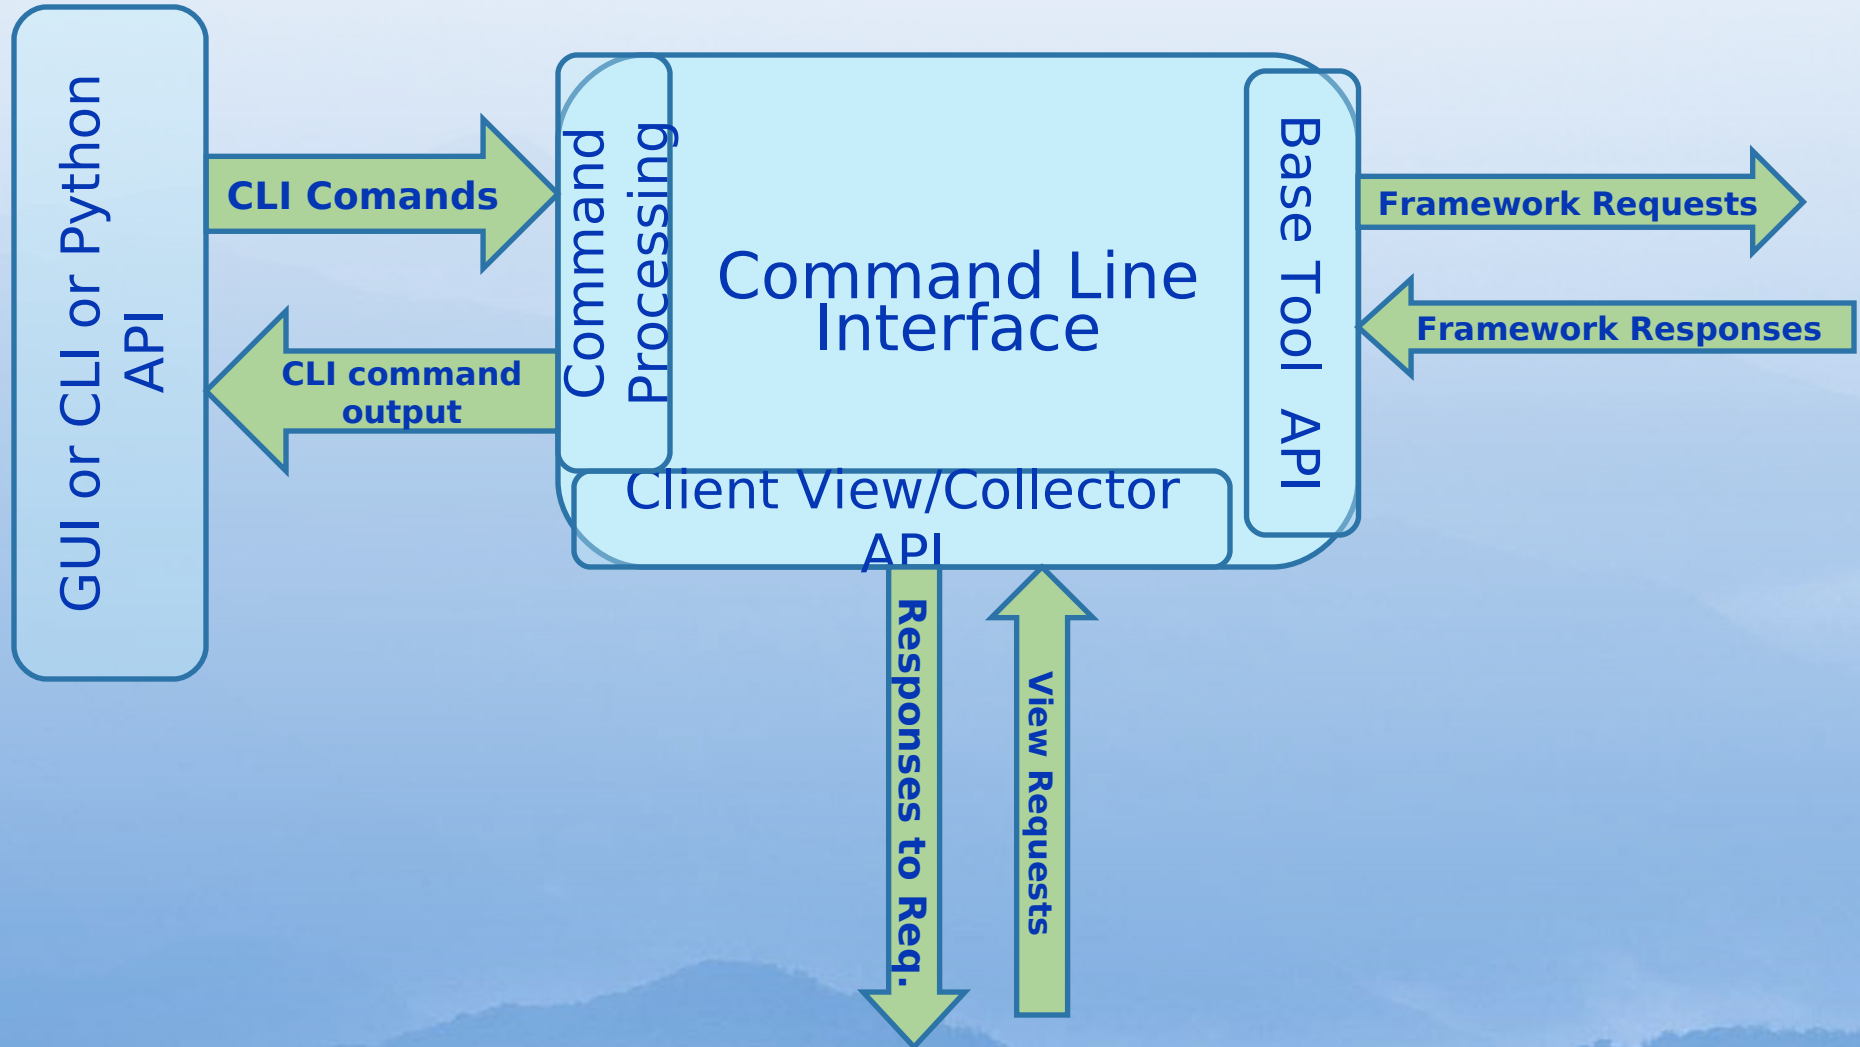 GUI or CLI or Python
API
CLI Comands
CLI command
output
Command
Processing
Command Line
Interface
Client View/Collector
API
Base Tool API
Framework Requests
Framework Responses
Responses to Req.
View Requests